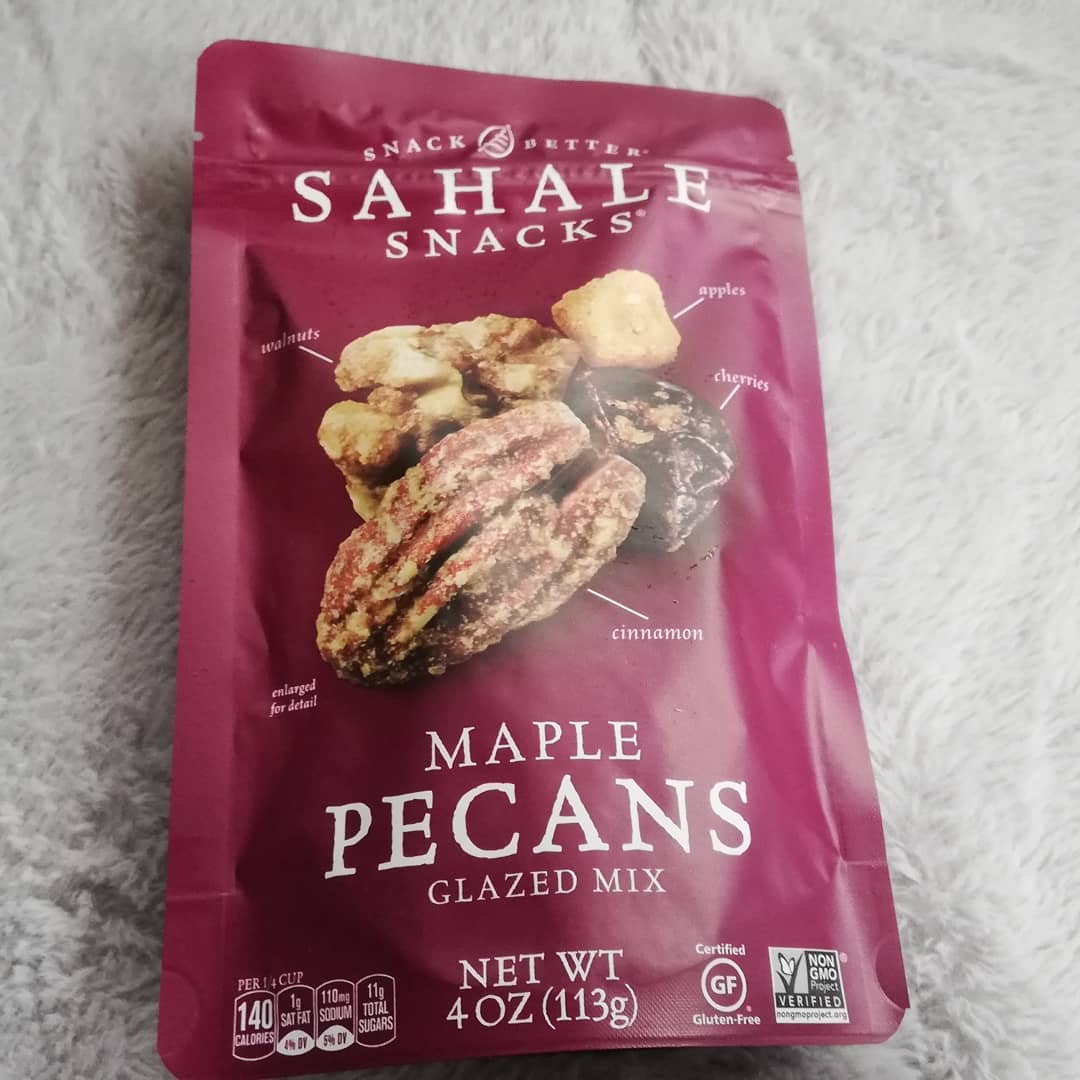 SNACK BETTER
SAHALE
SNACKS®
apples
walnuts
cherries
cinnamon
enlarged
for detail
MAPLE
PECANS
GLAZED MIX
NET WT
4 OZ (113g)
PER 1/4 CUP
140
CALORIES
1g
SAT FAT
4% DV
110mg
SODIUM
5% DV
11g
TOTAL
SUGARS
Certified
GF
Gluten-Free
NON
GMO
Project
VERIFIED
nongmoproject.org